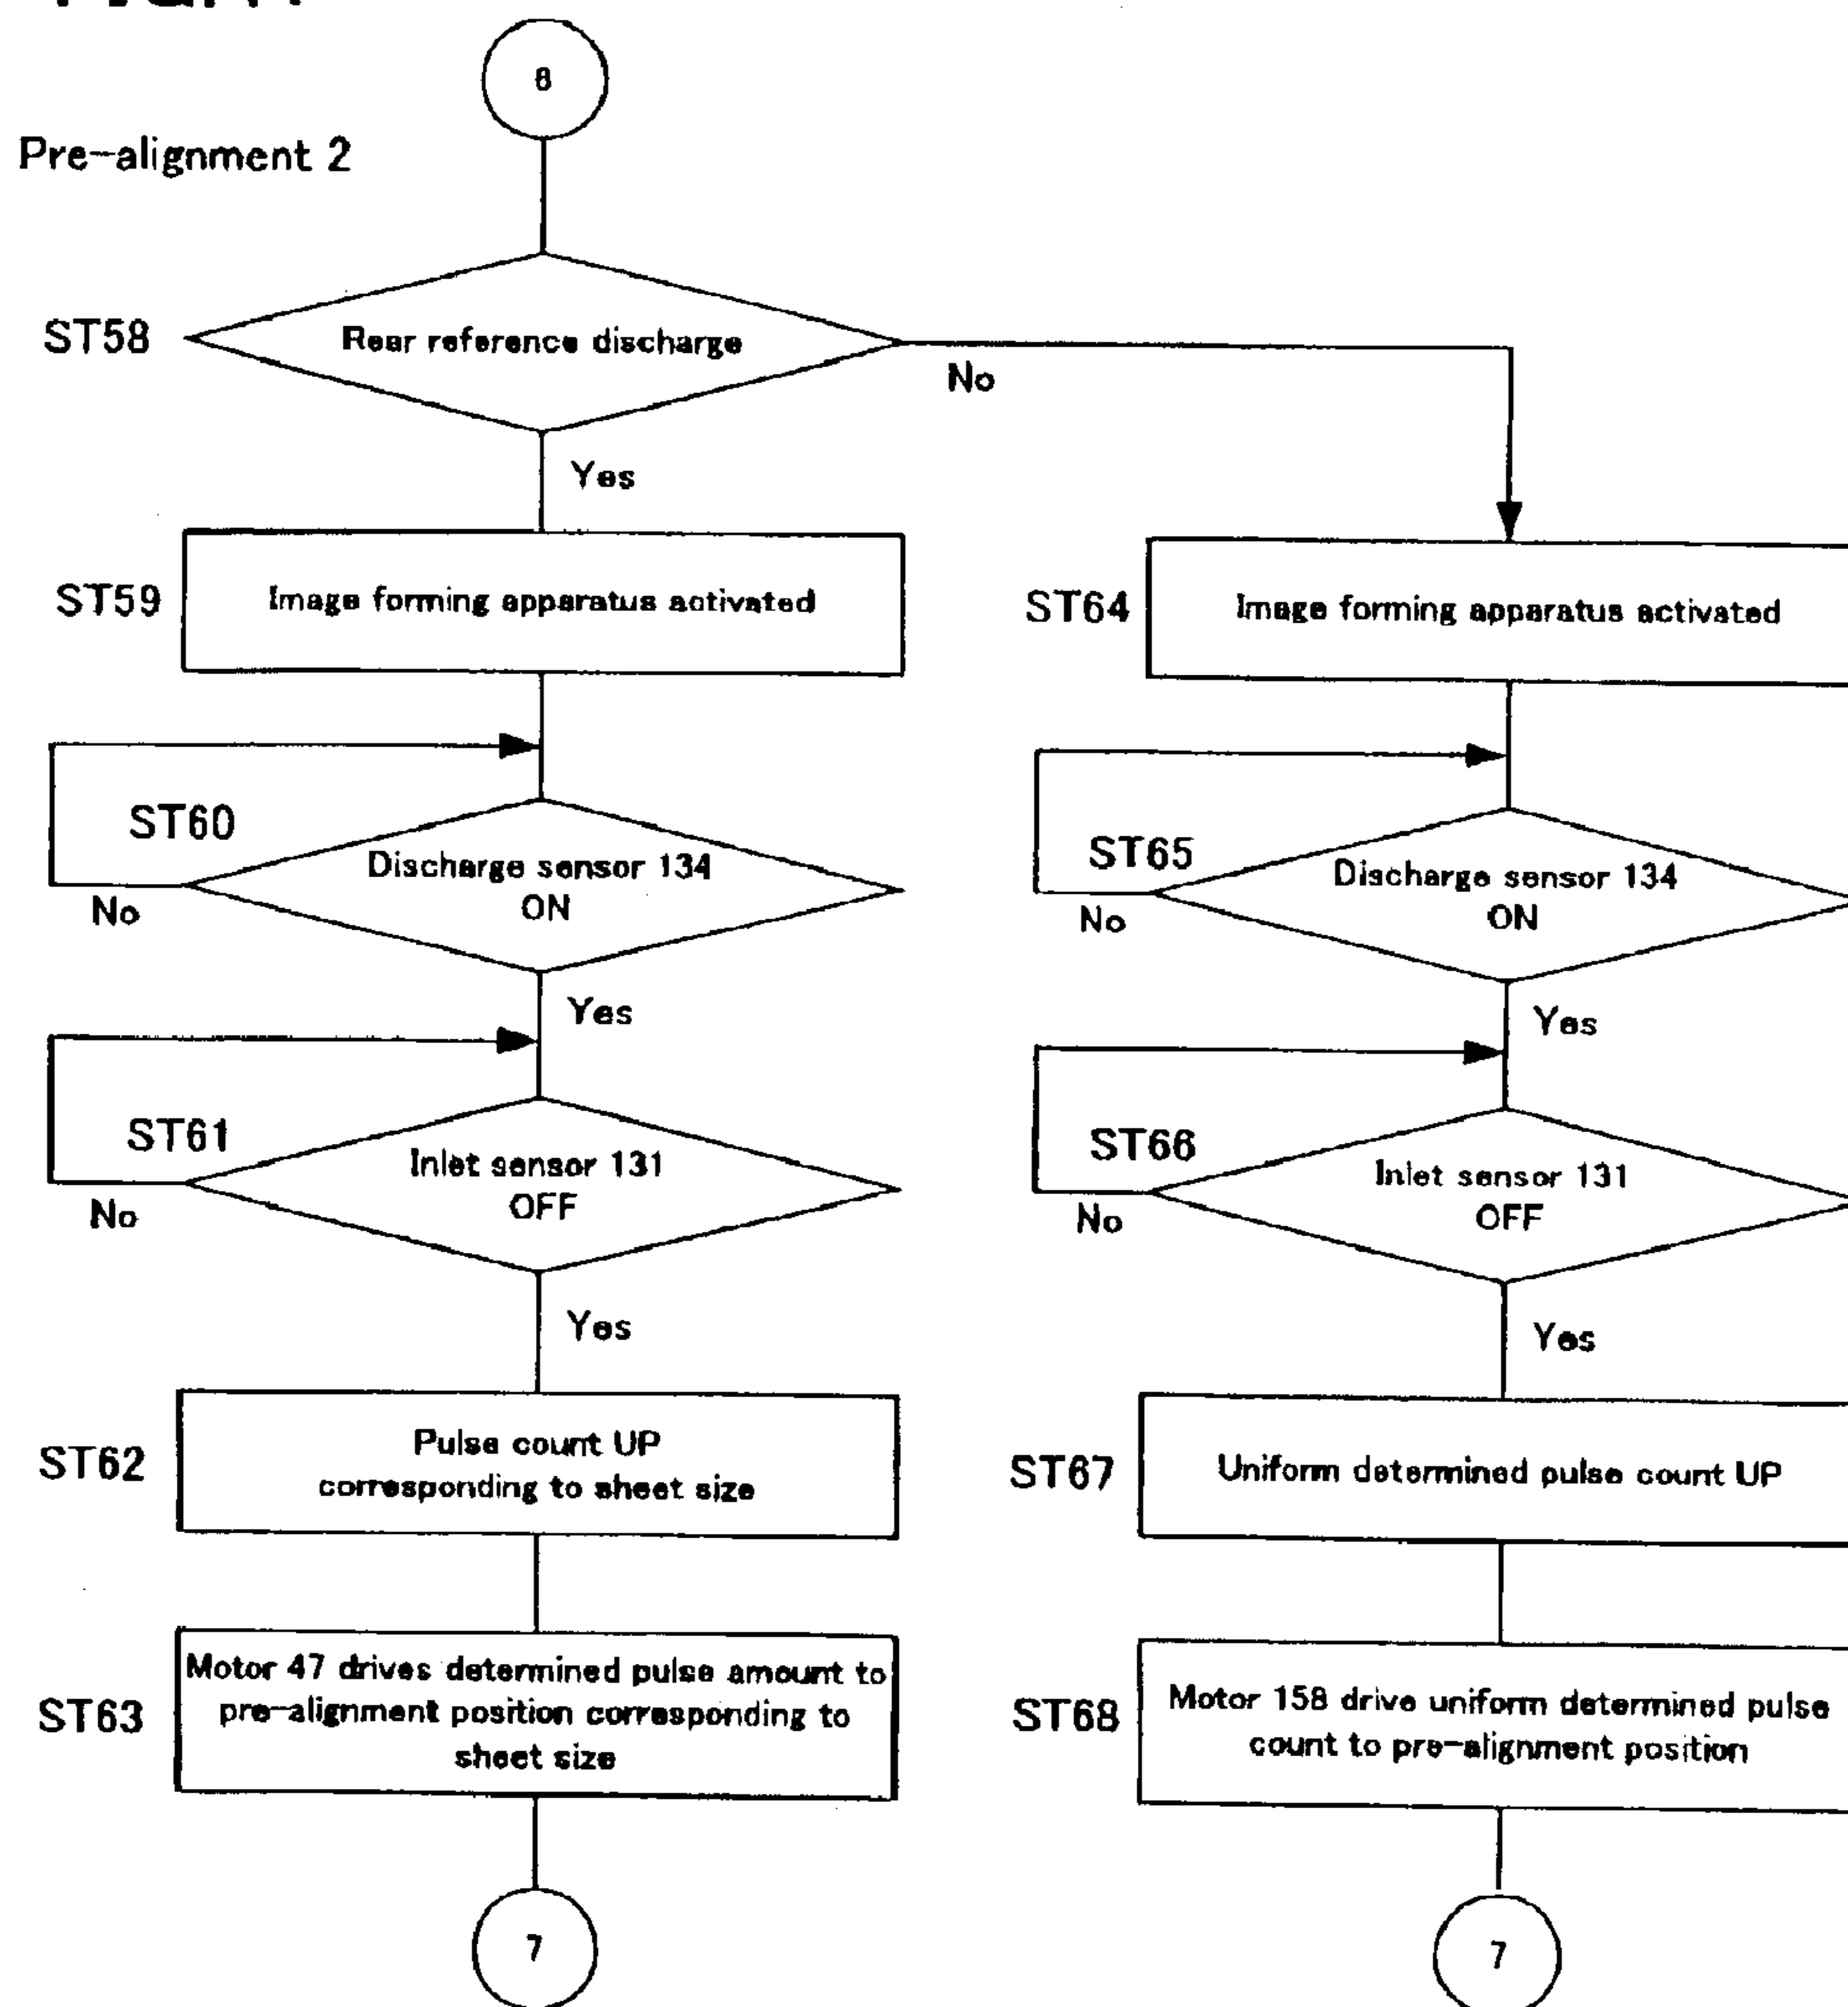 8
Pre-alignment 2
ST58
Rear reference discharge
No
Yes
ST59
Image forming apparatus activated
ST60
Discharge sensor 134
ON
No
Yes
ST61
Inlet sensor 131
OFF
No
Yes
ST62
Pulse count UP
corresponding to sheet size
ST63
Motor 47 drives determined pulse amount to
pre-alignment position corresponding to
sheet size
7
ST64
Image forming apparatus activated
ST65
Discharge sensor 134
ON
No
Yes
ST66
Inlet sensor 131
OFF
No
Yes
ST67
Uniform determined pulse count UP
ST68
Motor 158 drive uniform determined pulse
count to pre-alignment position
7